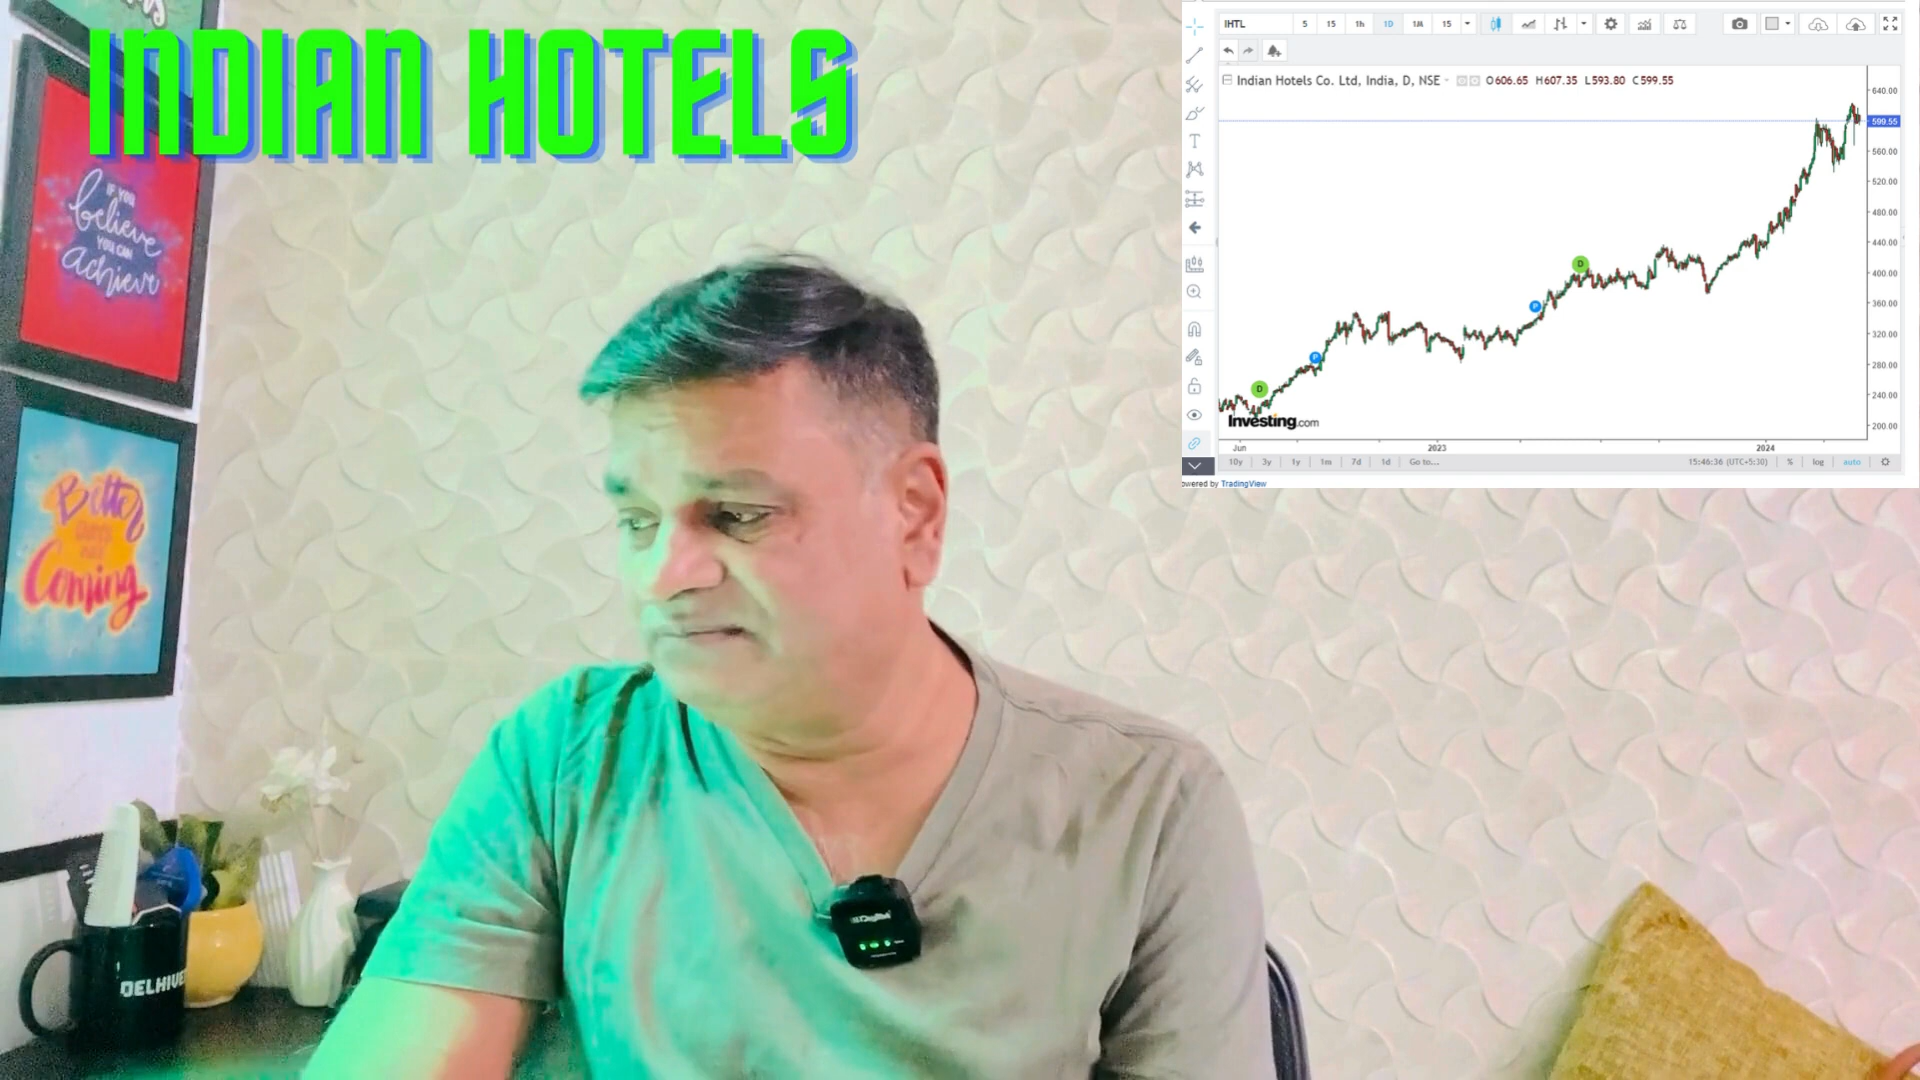 INDIAN HOTELS
IF YOU
believe
YOU CAN
achieve
Better
Coming
DELHIVE
IHTL 5 15 1h 1D 1M 15
Indian Hotels Co. Ltd, India, D, NSE O606.65 H607.35 L593.80 C599.55
640.00
599.55
560.00
520.00
480.00
440.00
400.00
360.00
320.00
280.00
240.00
200.00
D
P
P
D
Investing.com
Jun 2023 2024
10y 3y 1y 1m 7d 1d Go to... 15:46:36 (UTC+5:30) % log auto
owered by TradingView